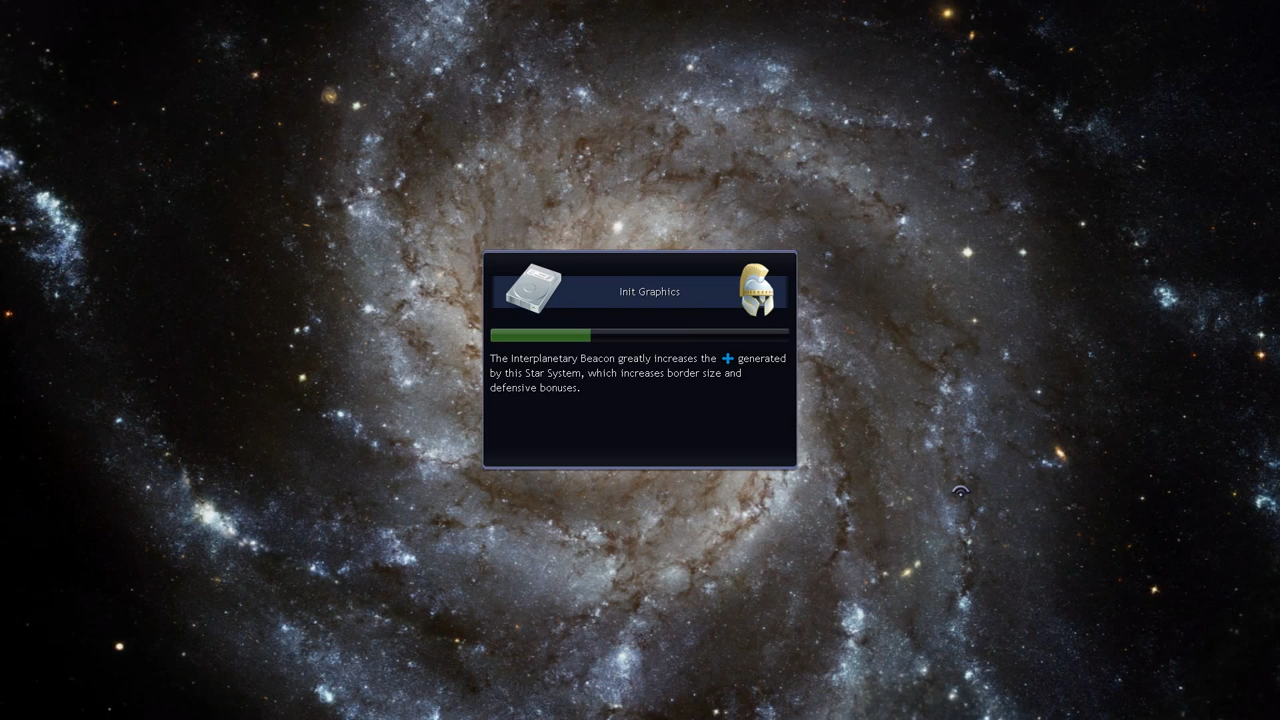 Init Graphics
The Interplanetary Beacon greatly increases the generated
by this Star System, which increases border size and
defensive bonuses.